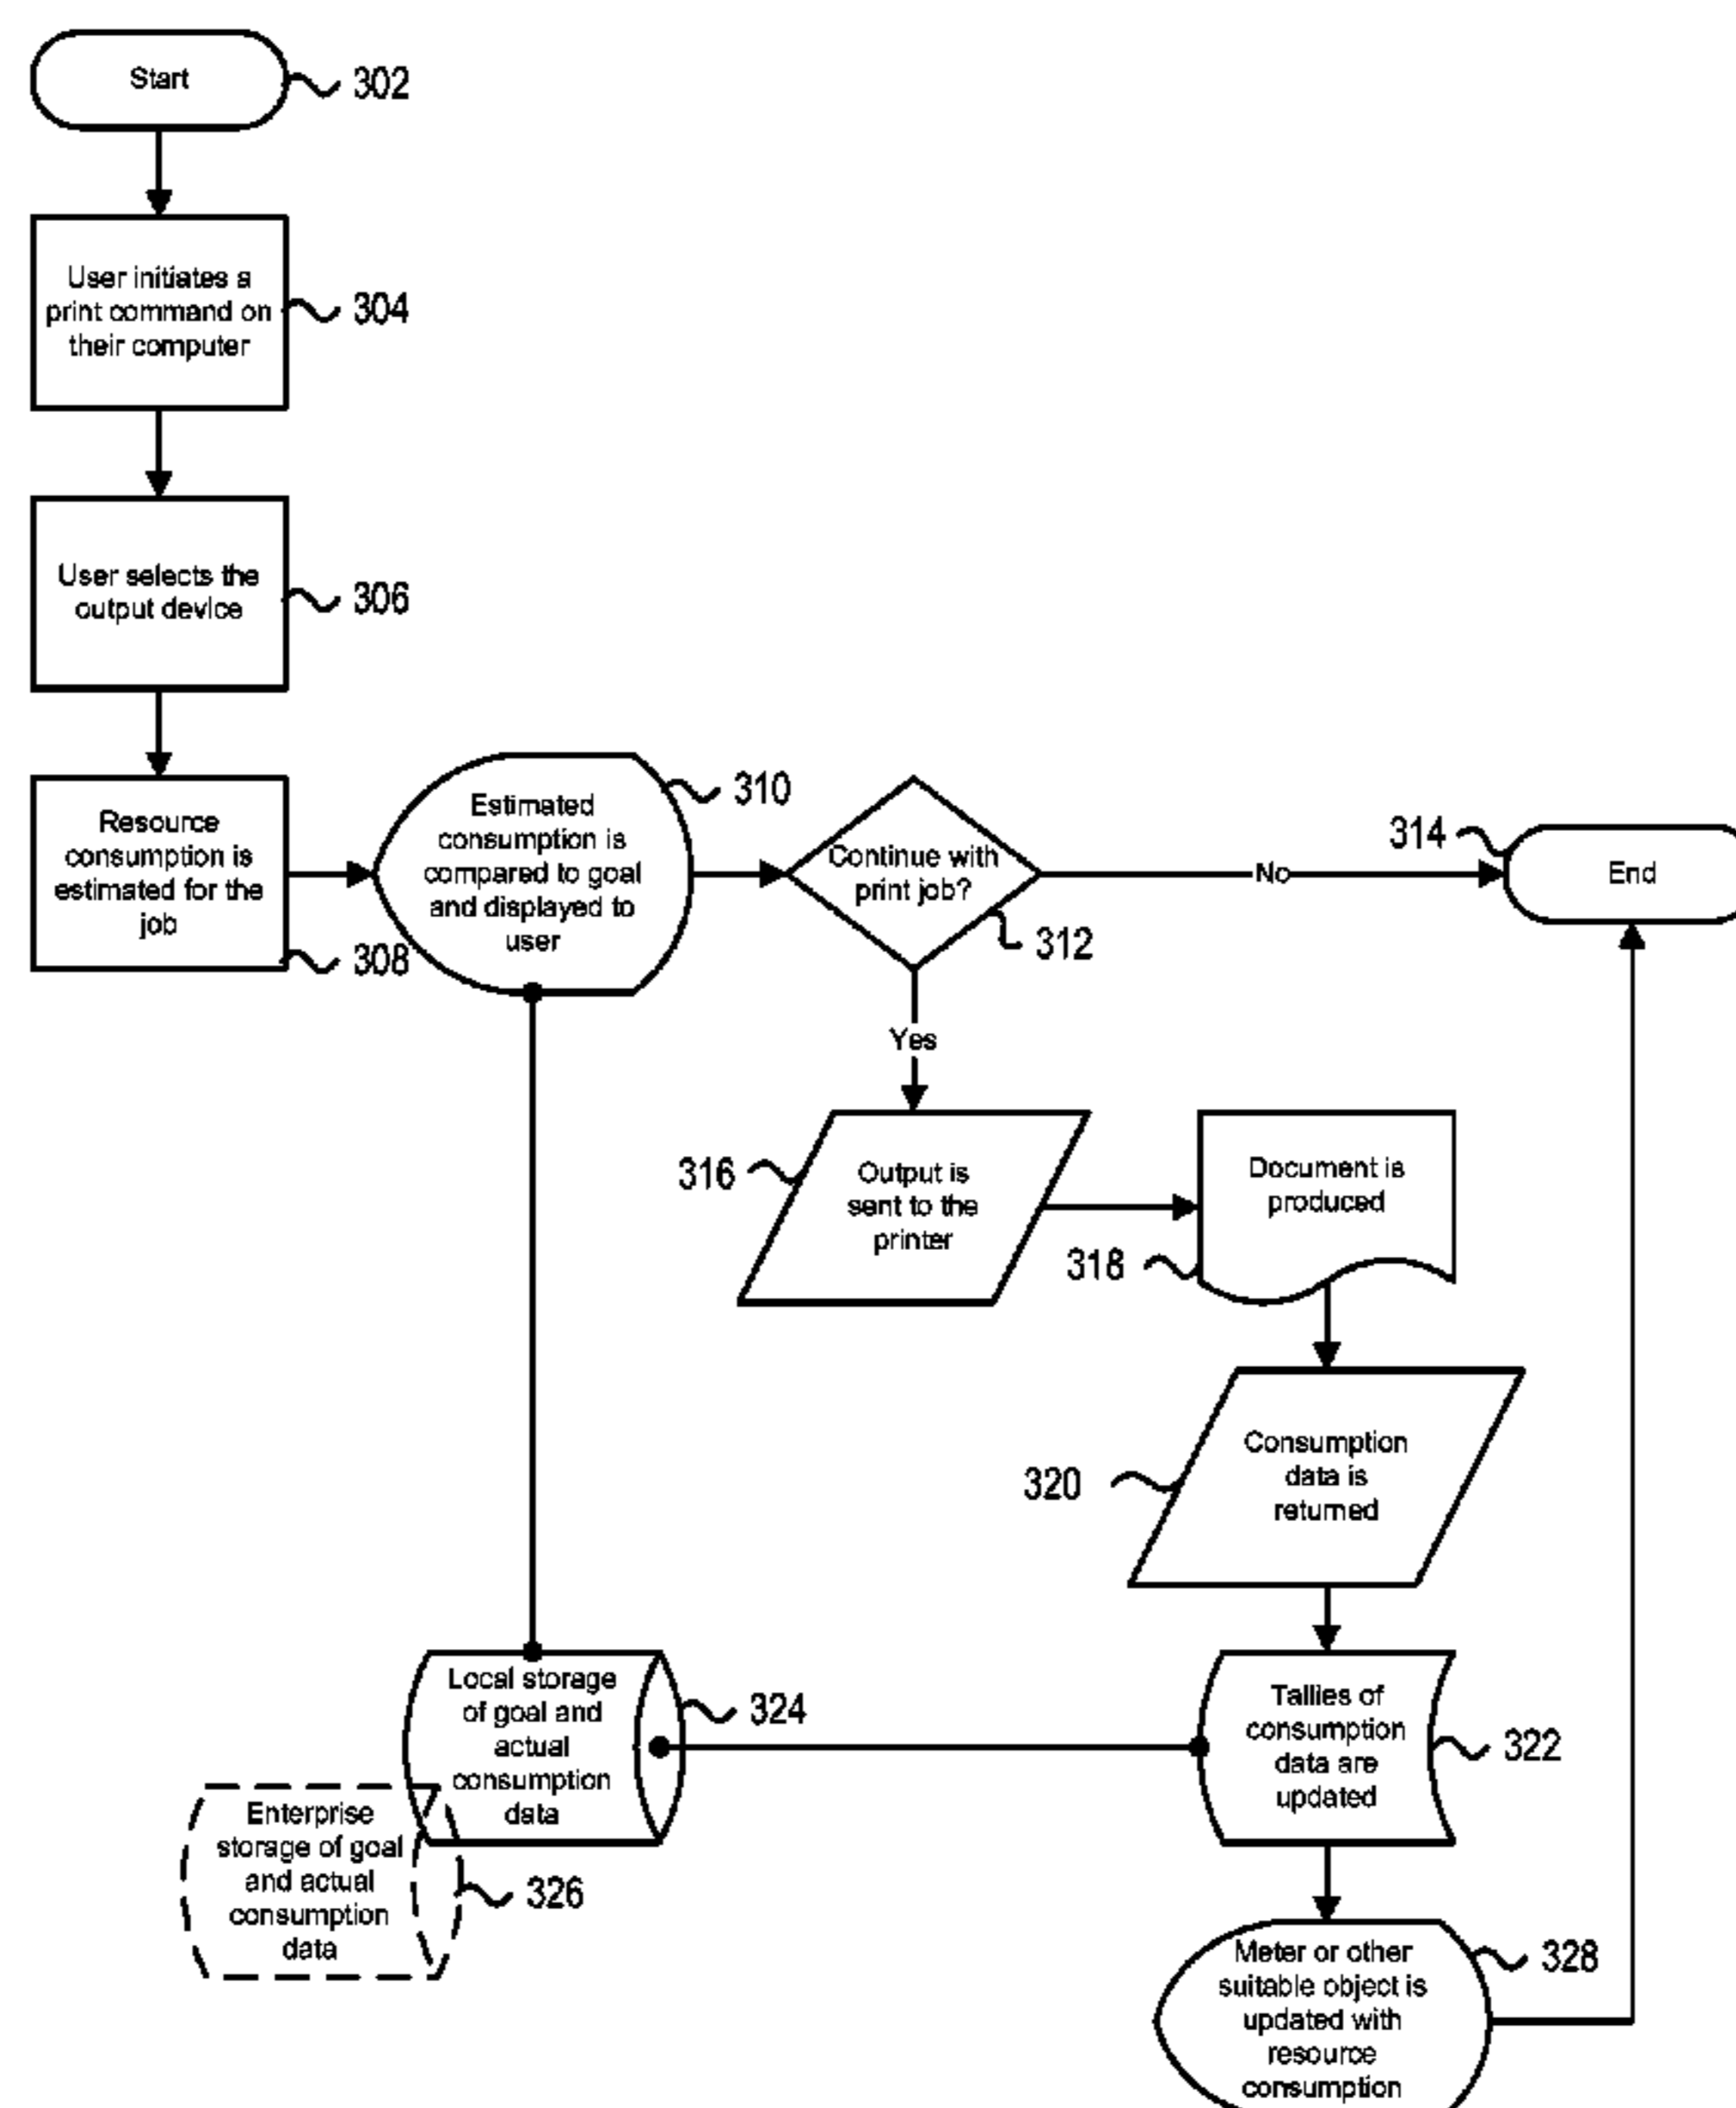 Start
302
User initiates a
print command on
their computer
304
User selects the
output device
306
Resource
consumption is
estimated for the
job
308
Estimated
consumption is
compared to goal
and displayed to
user
310
Continue with
print job?
312
No
314
End
Yes
316
Output is
sent to the
printer
Document is
produced
318
Consumption
data is
returned
320
Local storage
of goal and
actual
consumption
data
324
Tallies of
consumption
data are
updated
322
Enterprise
storage of goal
and actual
consumption
data
326
Meter or other
suitable object is
updated with
resource
consumption
328